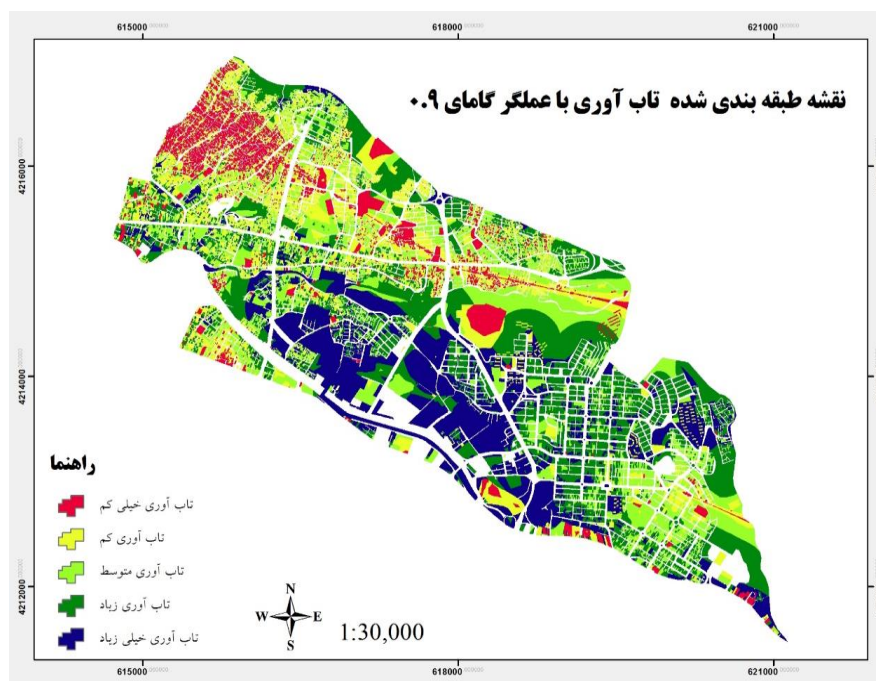 615000 618000 621000
نقشه طبقه بندی شده تاب آوری با عملگر گامای ۰.۹
4216000
4214000
4212000
راهنما
تاب آوری خیلی کم
تاب آوری کم
تاب آوری متوسط
تاب آوری زیاد
تاب آوری خیلی زیاد
N
W E
S
1:30,000
615000 618000 621000